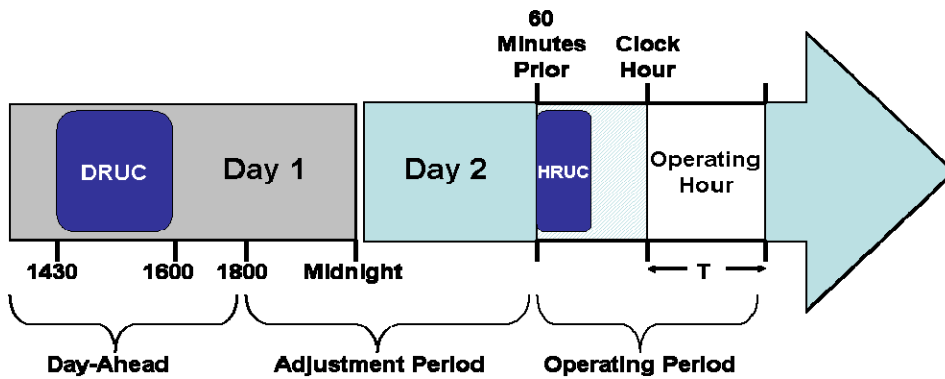 60
Minutes
Prior
Clock
Hour
DRUC
Day 1
Day 2
HRUC
Operating
Hour
1430
1600
1800
Midnight
T
Day-Ahead
Adjustment Period
Operating Period